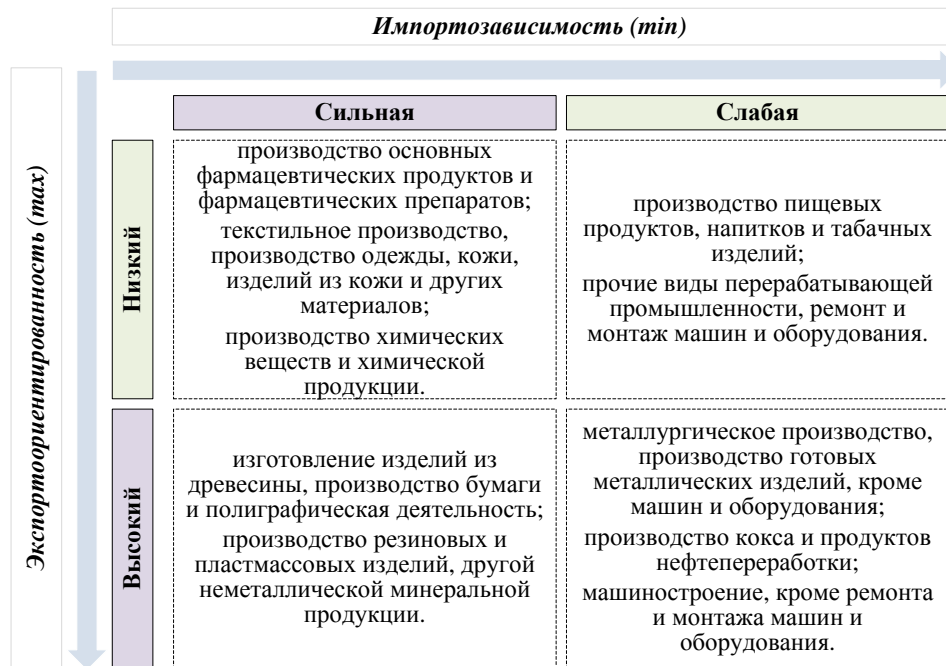 Импортозависимость (min)
Экспортоориентированность (max)
Сильная
Слабая
Низкий
производство основных
фармацевтических продуктов и
фармацевтических препаратов;
текстильное производство,
производство одежды, кожи,
изделий из кожи и других
материалов;
производство химических
веществ и химической
продукции.
производство пищевых
продуктов, напитков и табачных
изделий;
прочие виды перерабатывающей
промышленности, ремонт и
монтаж машин и оборудования.
Высокий
изготовление изделий из
древесины, производство бумаги
и полиграфическая деятельность;
производство резиновых и
пластмассовых изделий, другой
неметаллической минеральной
продукции.
металлургическое производство,
производство готовых
металлических изделий, кроме
машин и оборудования;
производство кокса и продуктов
нефтепереработки;
машиностроение, кроме ремонта
и монтажа машин и
оборудования.